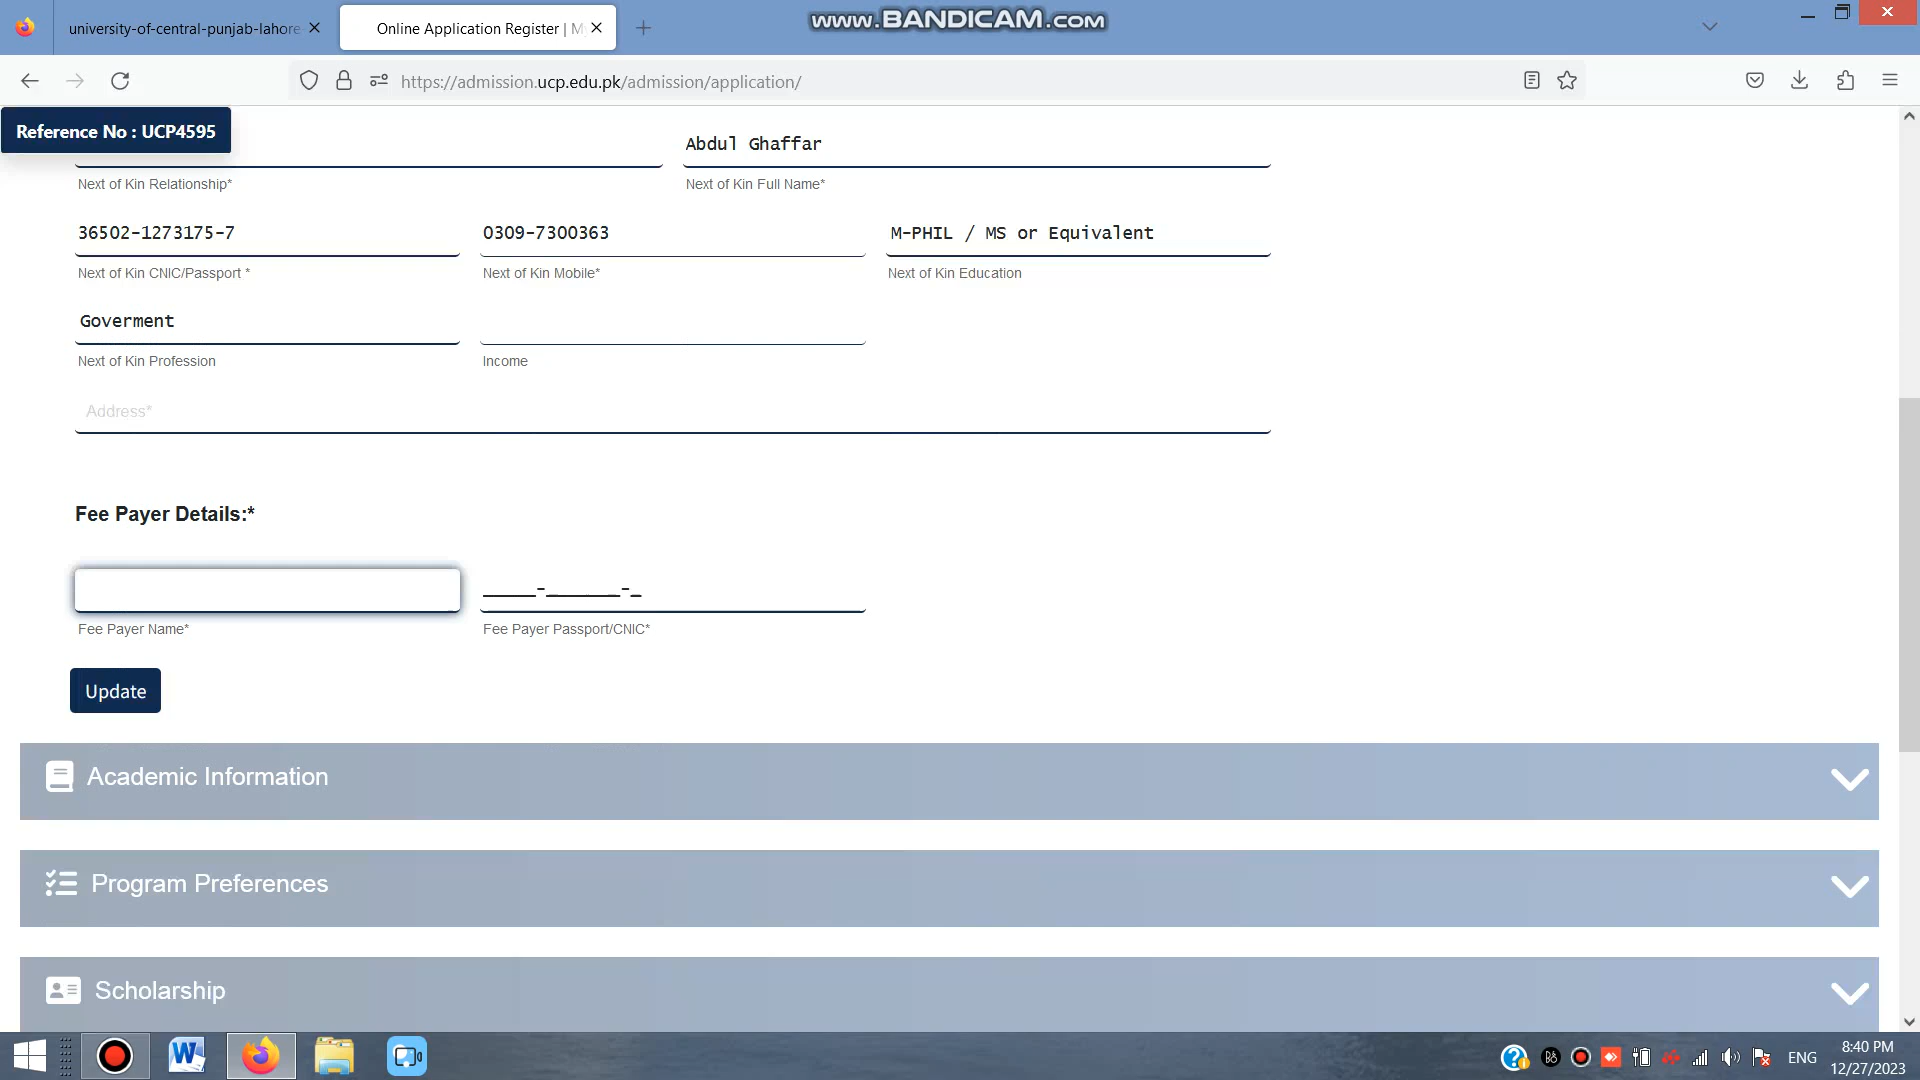 university-of-central-punjab-lahore
Online Application Register | M
www.BANDICAM.com
https://admission.ucp.edu.pk/admission/application/
Reference No : UCP4595
Abdul Ghaffar
Next of Kin Relationship*
Next of Kin Full Name*
36502-1273175-7
0309-7300363
M-PHIL / MS or Equivalent
Next of Kin CNIC/Passport *
Next of Kin Mobile*
Next of Kin Education
Goverment
Next of Kin Profession
Income
Address*
Fee Payer Details:*
_____-_______-_
Fee Payer Name*
Fee Payer Passport/CNIC*
Update
Academic Information
Program Preferences
Scholarship
ENG
8:40 PM
12/27/2023